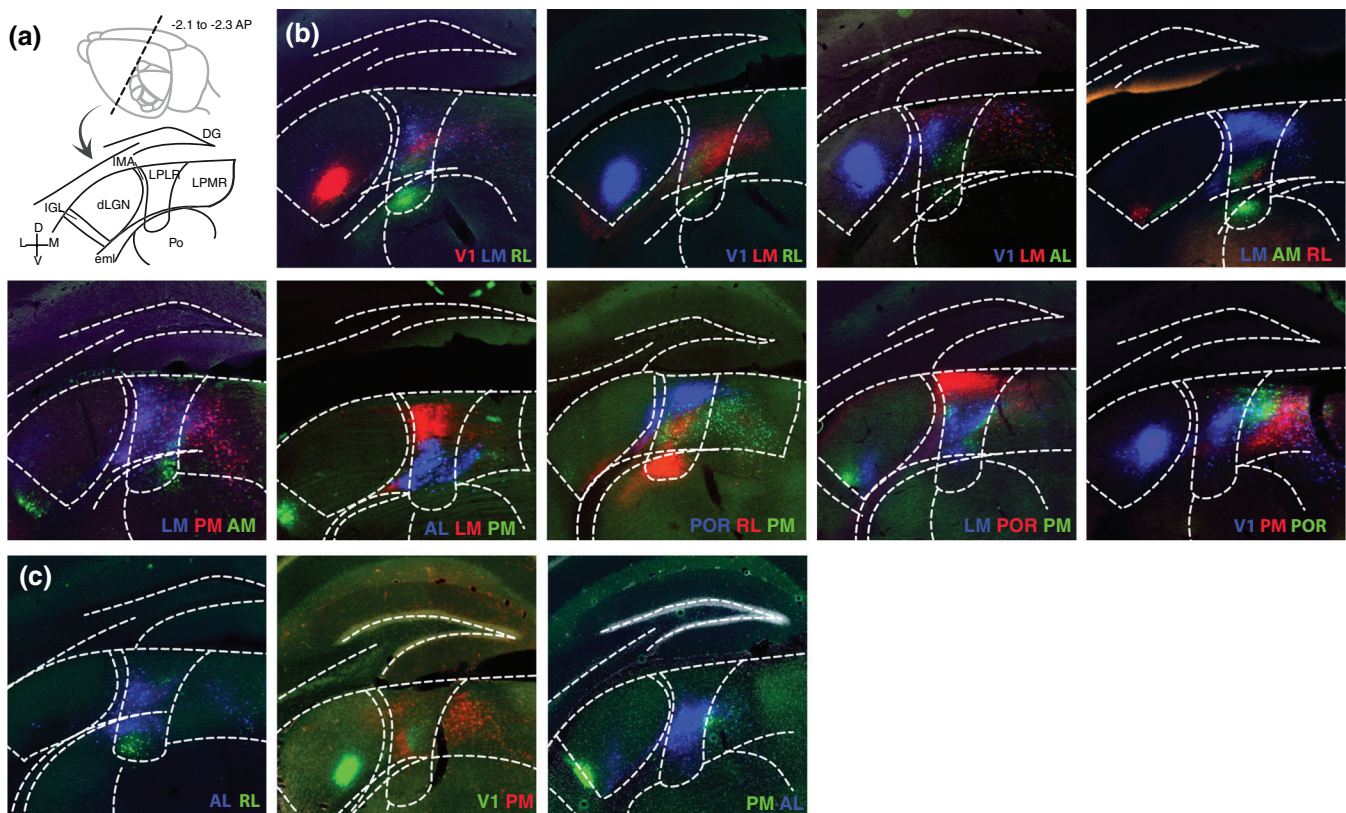 (a)
-2.1 to -2.3 AP
DG
IMA
LPLR
LPMR
dLGN
IGL
D
L M
V
eml
Po
(b)
V1 LM RL
V1 LM RL
V1 LM AL
LM AM RL
LM PM AM
AL LM PM
POR RL PM
LM POR PM
V1 PM POR
(c)
AL RL
V1 PM
PM AL